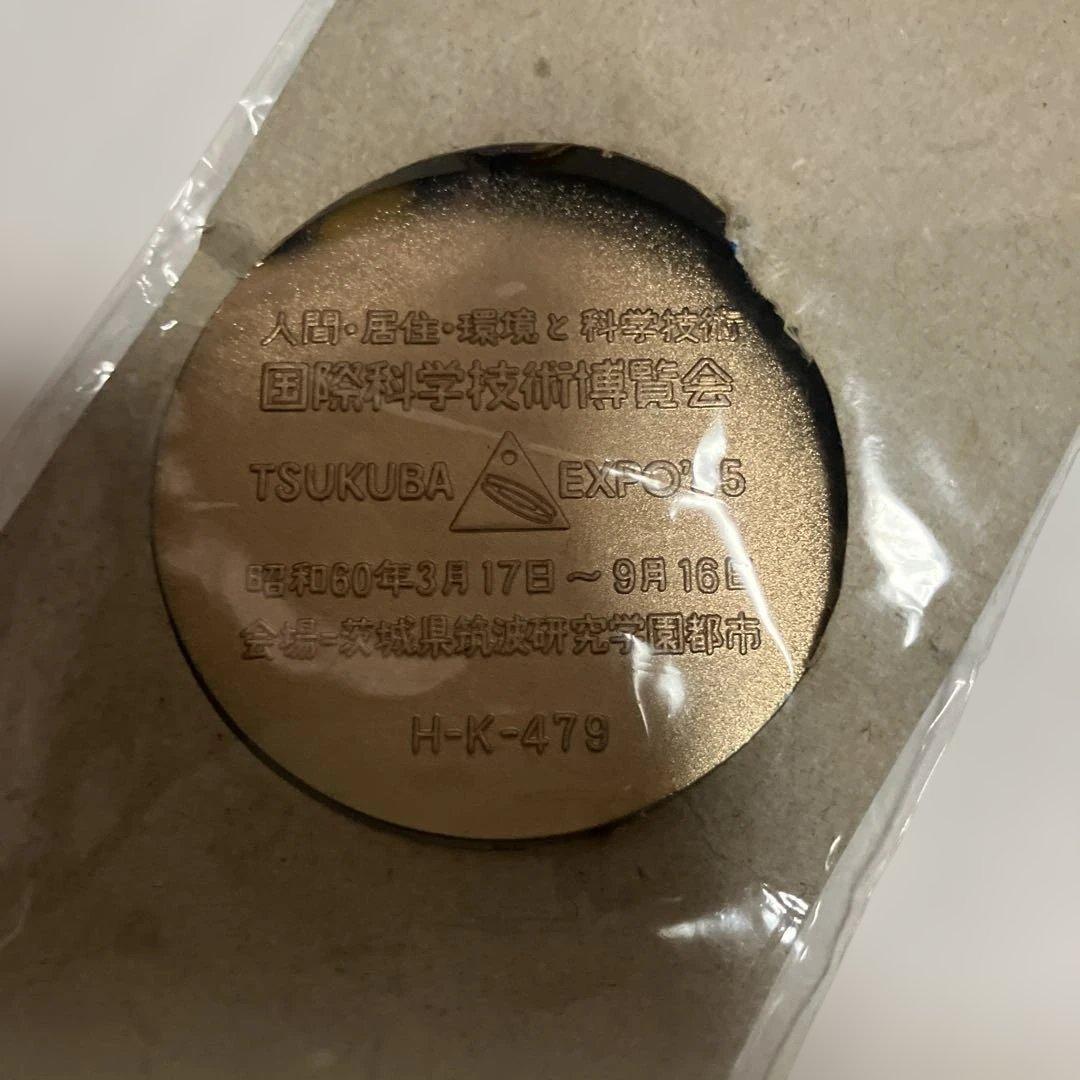 人間・居住・環境と科学技術
国際科学技術博覧会
TSUKUBA EXPO'85
昭和60年3月17日～9月16日
会場-茨城県筑波研究学園都市
H-K-479